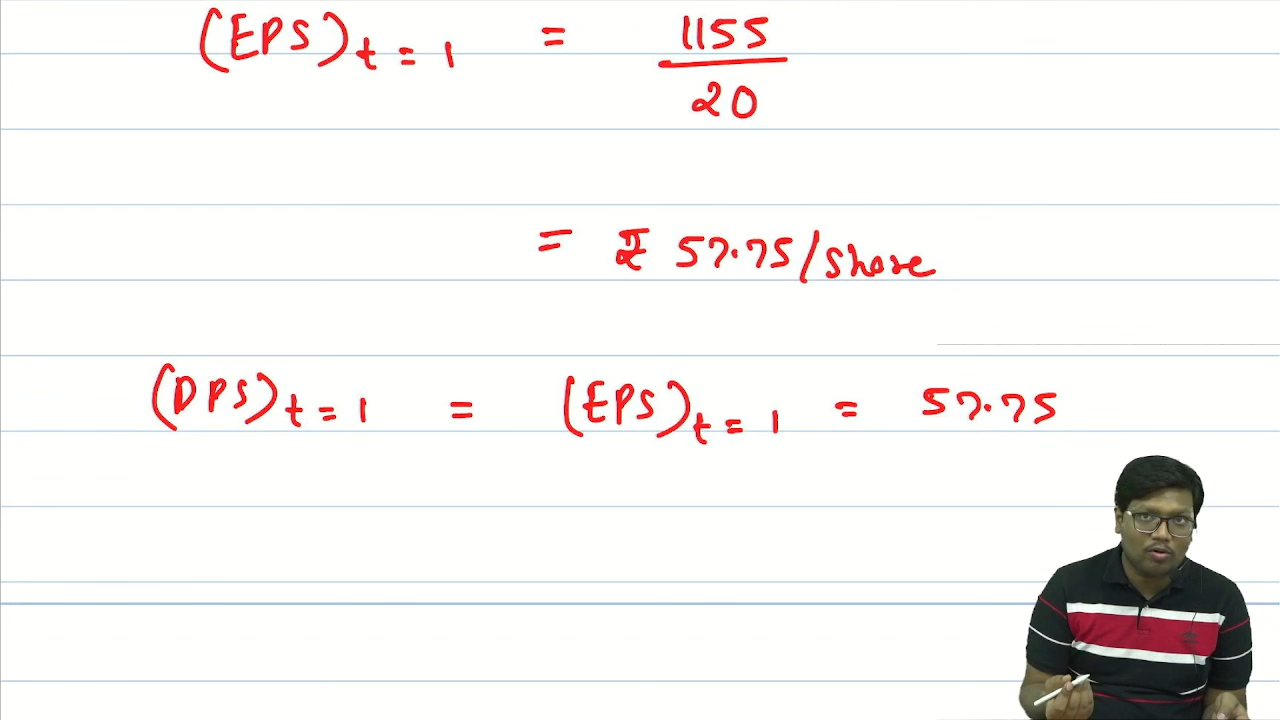 (EPS)t=1 = 1155/20
= ₹ 57.75/share
(DPS)t=1 = (EPS)t=1 = 57.75